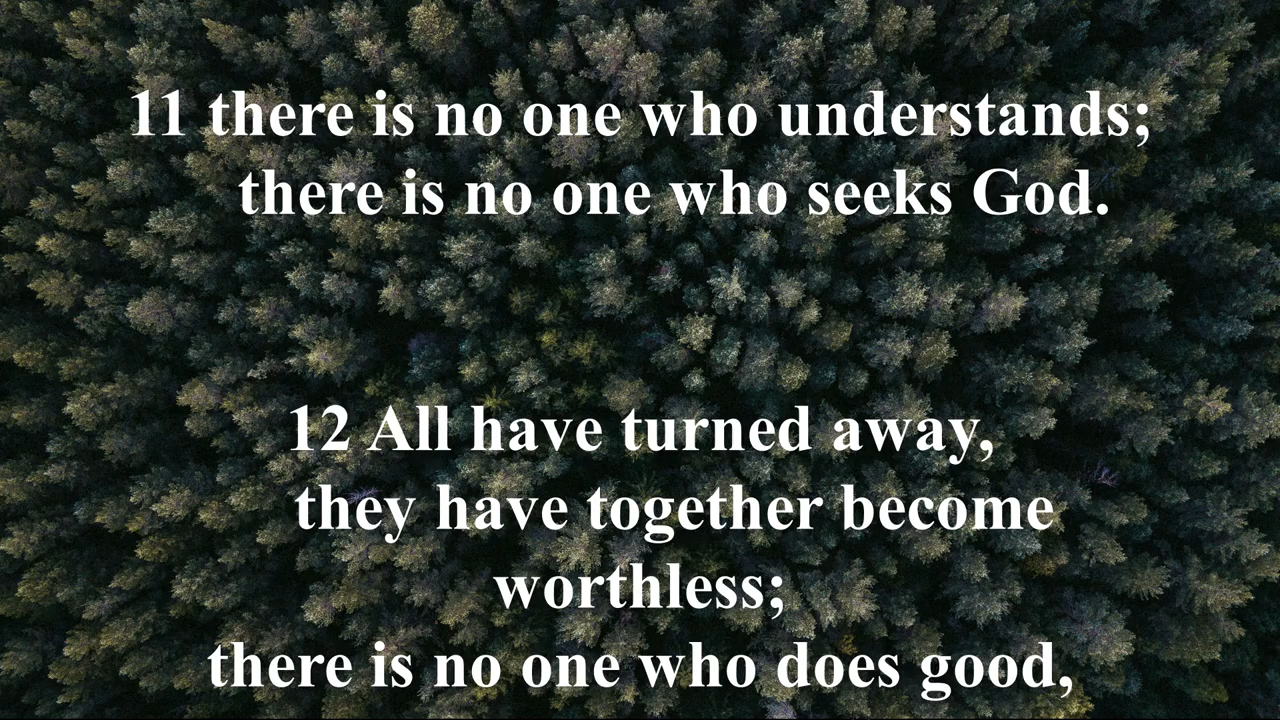 11 there is no one who understands;
there is no one who seeks God.
12 All have turned away,
they have together become
worthless;
there is no one who does good,